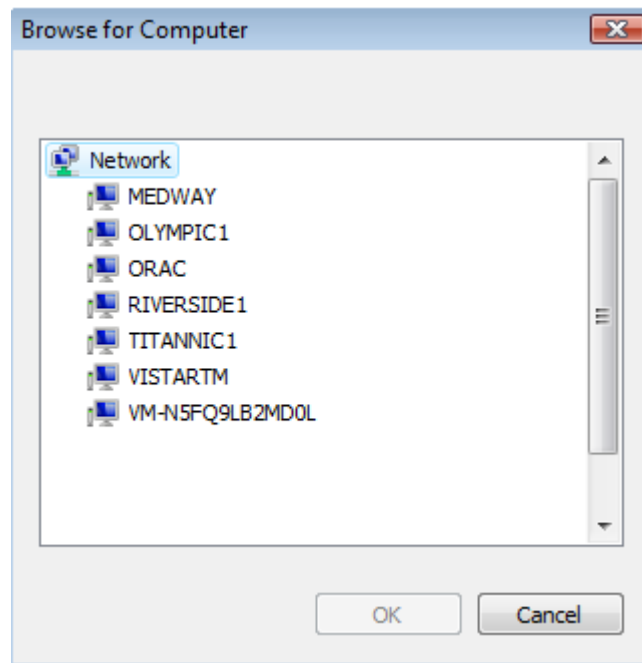 Browse for Computer
Network
MEDWAY
OLYMPIC1
ORAC
RIVERSIDE1
TITANNIC1
VISTARTM
VM-N5FQ9LB2MD0L
OK Cancel